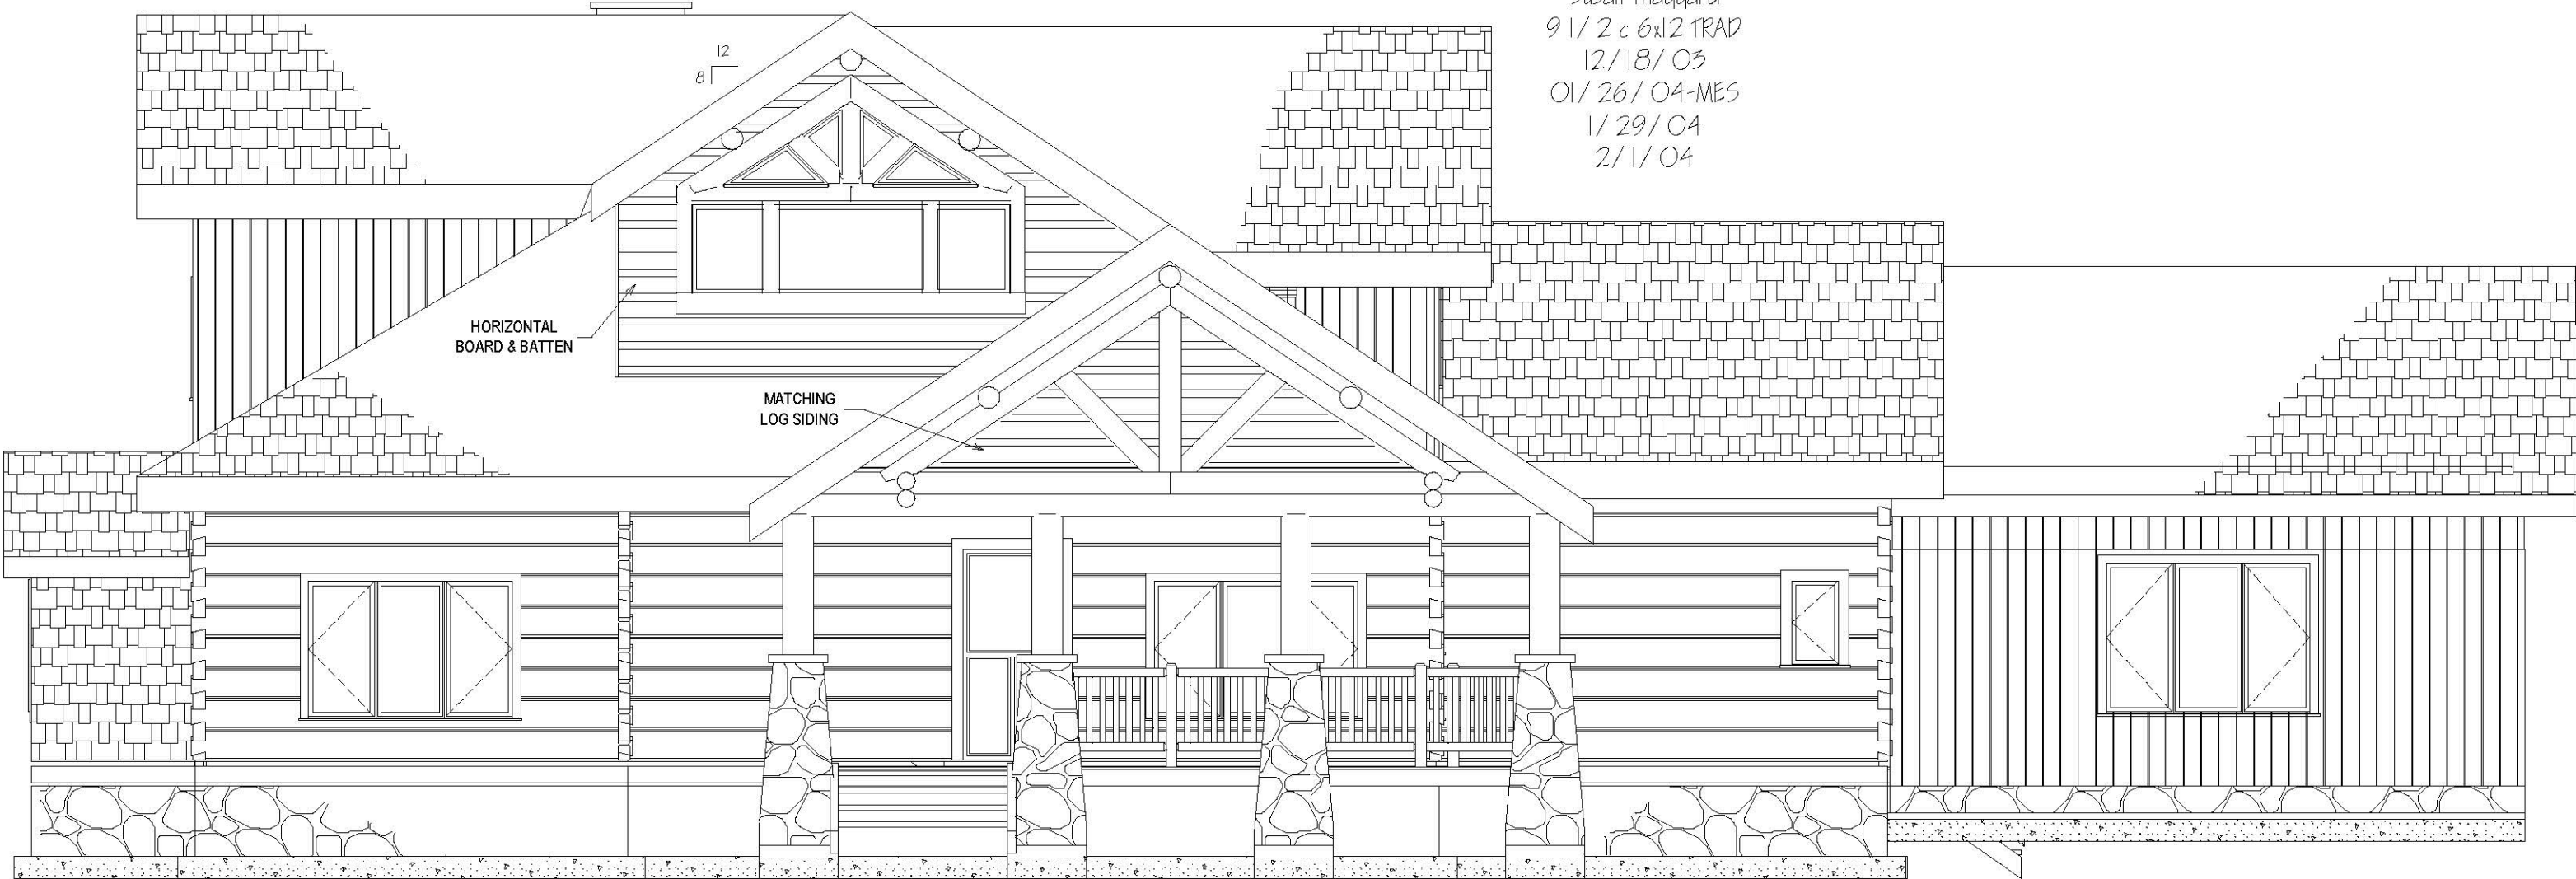 9 1/2 c 6x12 TRAD
12/18/03
01/26/04-MES
1/29/04
2/1/04
12
8
HORIZONTAL
BOARD & BATTEN
MATCHING
LOG SIDING